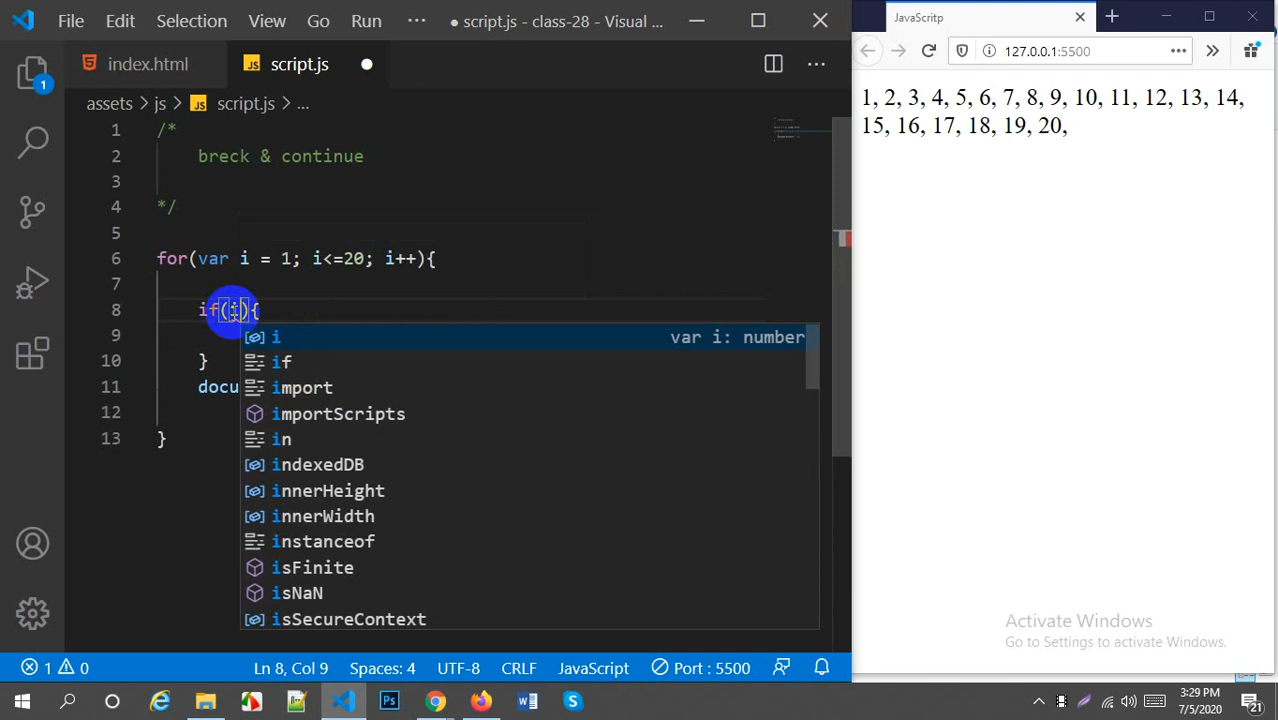 File Edit Selection View Go Run ··· ● script.js - class-28 - Visual ...
JavaScritp
127.0.0.1:5500
index.html
JS script.js
1
assets > js > JS script.js > ...
1 /*
2 breck & continue
3
4 */
5
6 for(var i = 1; i<=20; i++){
7
8 if(i){
9
10 }
11 docu
12
13 }
i var i: number
if
import
importScripts
in
indexedDB
innerHeight
innerWidth
instanceof
isFinite
isNaN
isSecureContext
1, 2, 3, 4, 5, 6, 7, 8, 9, 10, 11, 12, 13, 14,
15, 16, 17, 18, 19, 20,
Activate Windows
Go to Settings to activate Windows.
1 0 Ln 8, Col 9 Spaces: 4 UTF-8 CRLF JavaScript Port : 5500
Ps
3:29 PM
7/5/2020
21